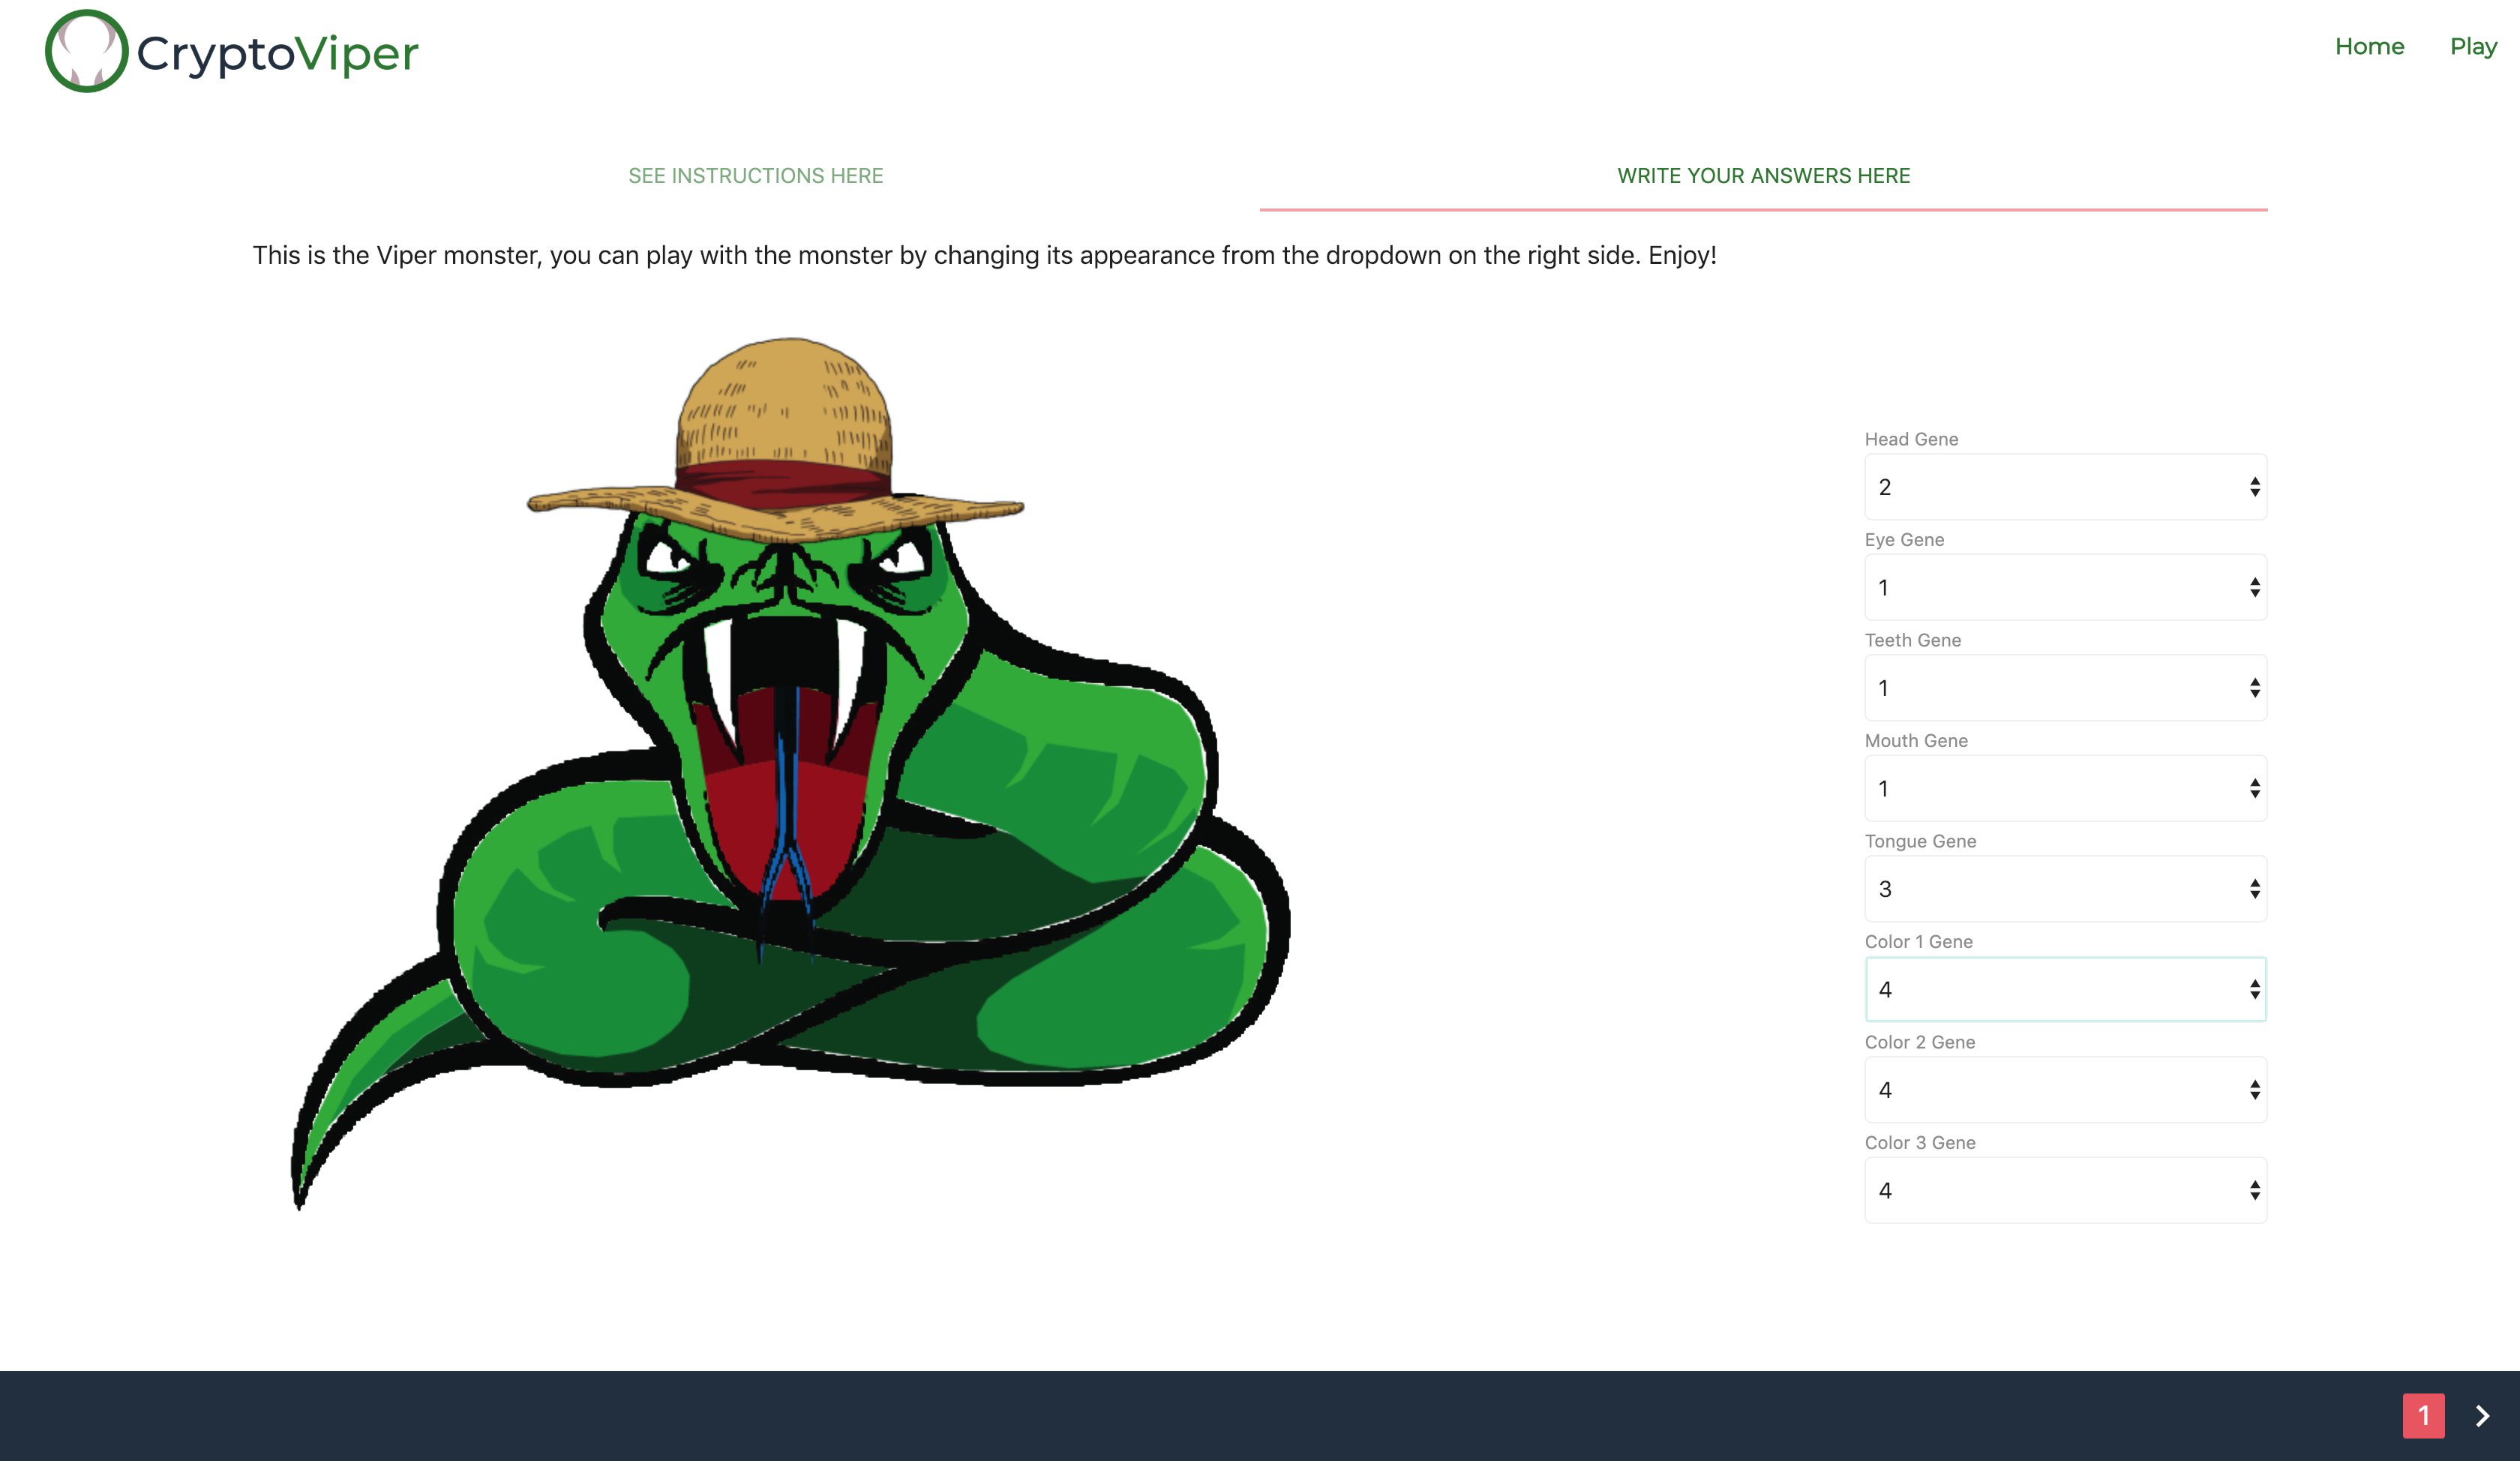 CryptoViper
Home Play
SEE INSTRUCTIONS HERE
WRITE YOUR ANSWERS HERE
This is the Viper monster, you can play with the monster by changing its appearance from the dropdown on the right side. Enjoy!
Head Gene
2
Eye Gene
1
Teeth Gene
1
Mouth Gene
1
Tongue Gene
3
Color 1 Gene
4
Color 2 Gene
4
Color 3 Gene
4
1